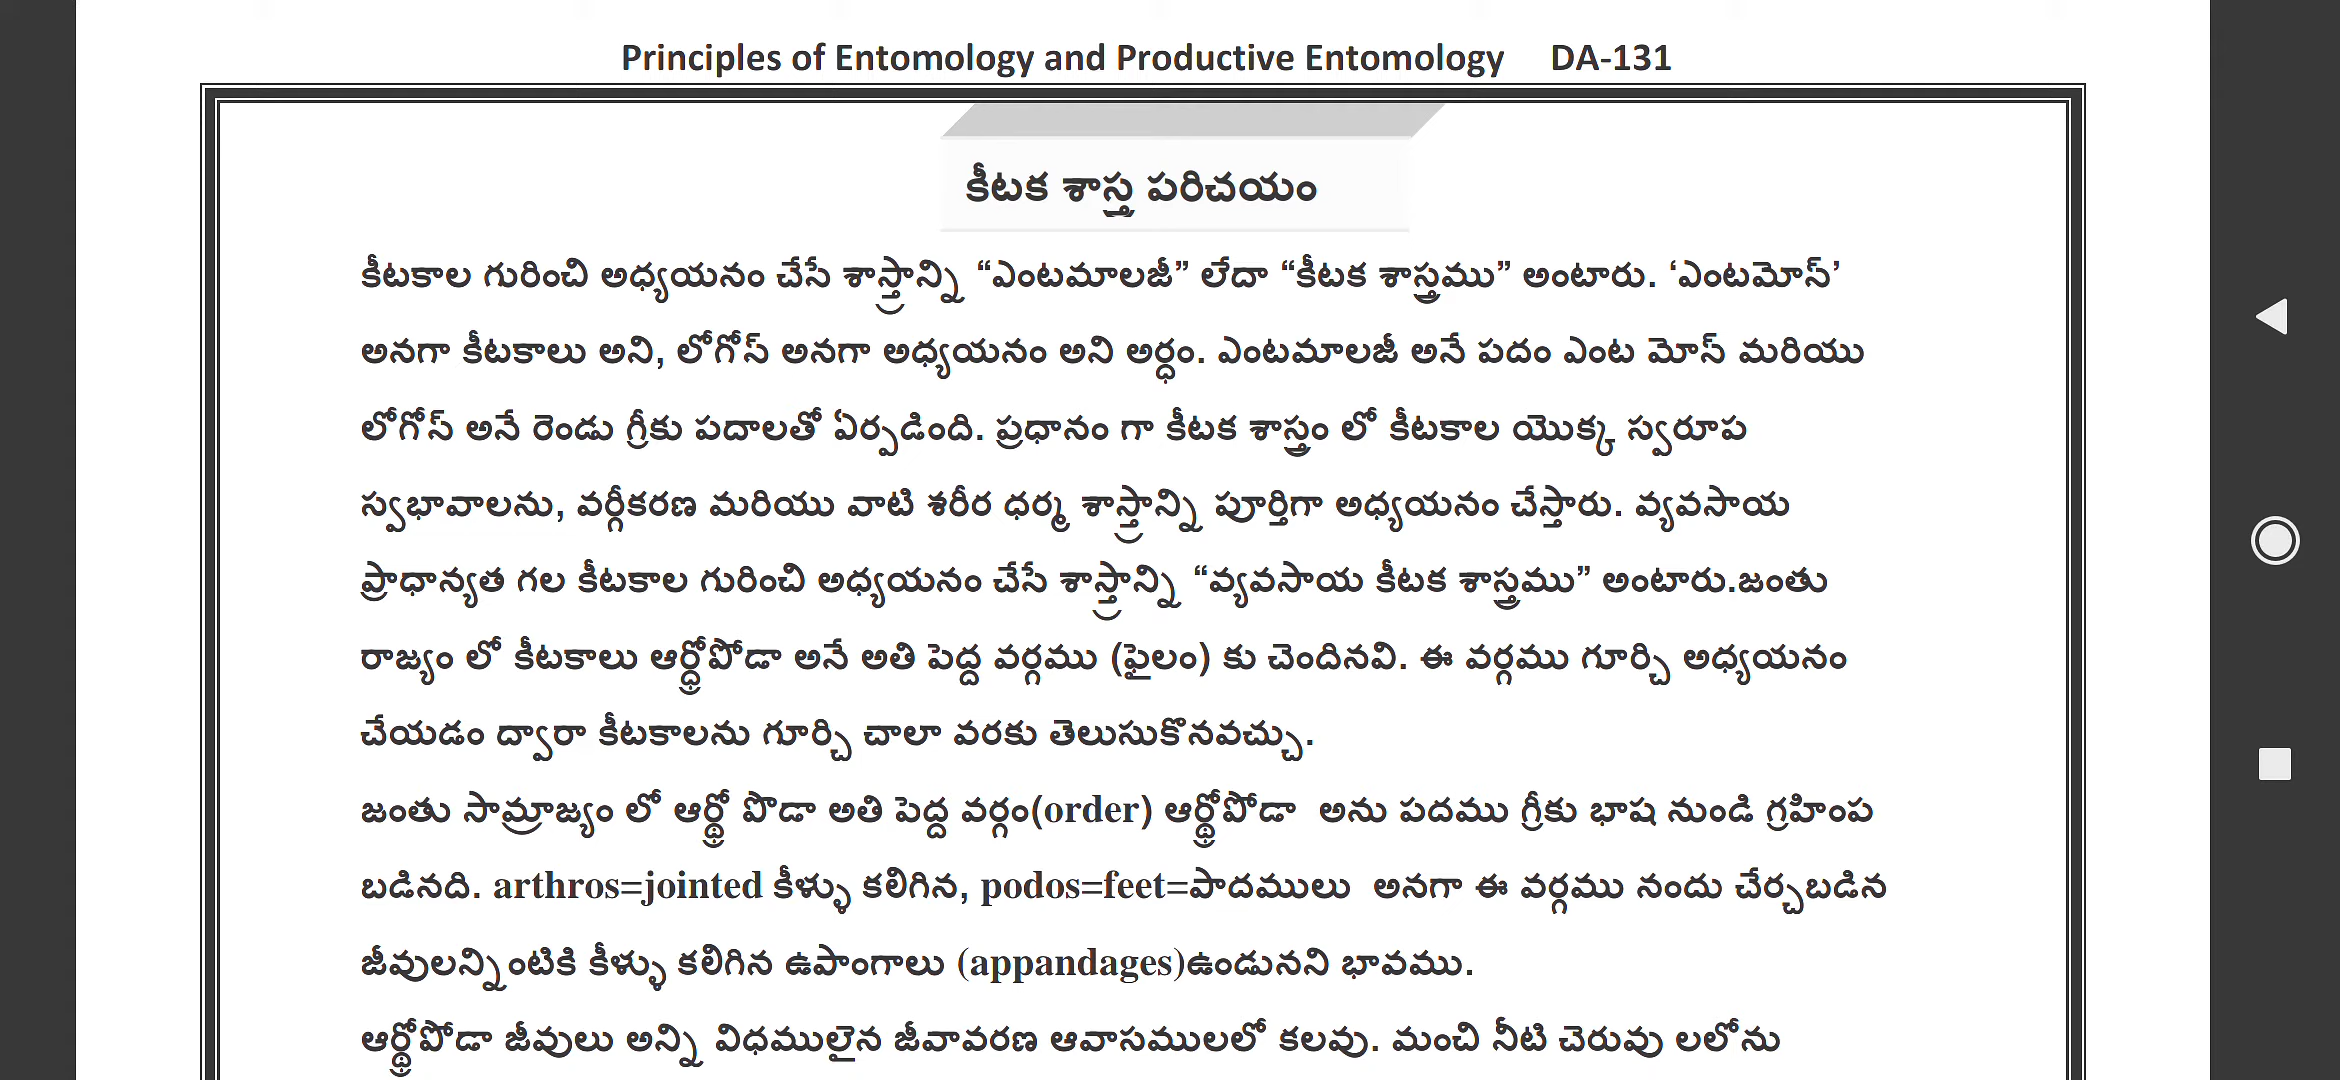 Principles of Entomology and Productive Entomology DA-131
కీటక శాస్త్ర పరిచయం
కీటకాల గురించి అధ్యయనం చేసే శాస్త్రాన్ని “ఎంటమాలజీ” లేదా “కీటక శాస్త్రము” అంటారు. ‘ఎంటమోస్’
అనగా కీటకాలు అని, లోగోస్ అనగా అధ్యయనం అని అర్ధం. ఎంటమాలజీ అనే పదం ఎంట మోస్ మరియు
లోగోస్ అనే రెండు గ్రీకు పదాలతో ఏర్పడింది. ప్రధానం గా కీటక శాస్త్రం లో కీటకాల యొక్క స్వరూప
స్వభావాలను, వర్గీకరణ మరియు వాటి శరీర ధర్మ శాస్త్రాన్ని పూర్తిగా అధ్యయనం చేస్తారు. వ్యవసాయ
ప్రాధాన్యత గల కీటకాల గురించి అధ్యయనం చేసే శాస్త్రాన్ని “వ్యవసాయ కీటక శాస్త్రము” అంటారు.జంతు
రాజ్యం లో కీటకాలు ఆర్ధ్రోపోడా అనే అతి పెద్ద వర్గము (ఫైలం) కు చెందినవి. ఈ వర్గము గూర్చి అధ్యయనం
చేయడం ద్వారా కీటకాలను గూర్చి చాలా వరకు తెలుసుకొనవచ్చు.
జంతు సామ్రాజ్యం లో ఆర్థ్రో పొడా అతి పెద్ద వర్గం(order) ఆర్థ్రోపోడా అను పదము గ్రీకు భాష నుండి గ్రహింప
బడినది. arthros=jointed కీళ్ళు కలిగిన, podos=feet=పాదములు అనగా ఈ వర్గము నందు చేర్చబడిన
జీవులన్నింటికి కీళ్ళు కలిగిన ఉపాంగాలు (appandages)ఉండునని భావము.
ఆర్థ్రోపోడా జీవులు అన్ని విధములైన జీవావరణ ఆవాసములలో కలవు. మంచి నీటి చెరువు లలోను